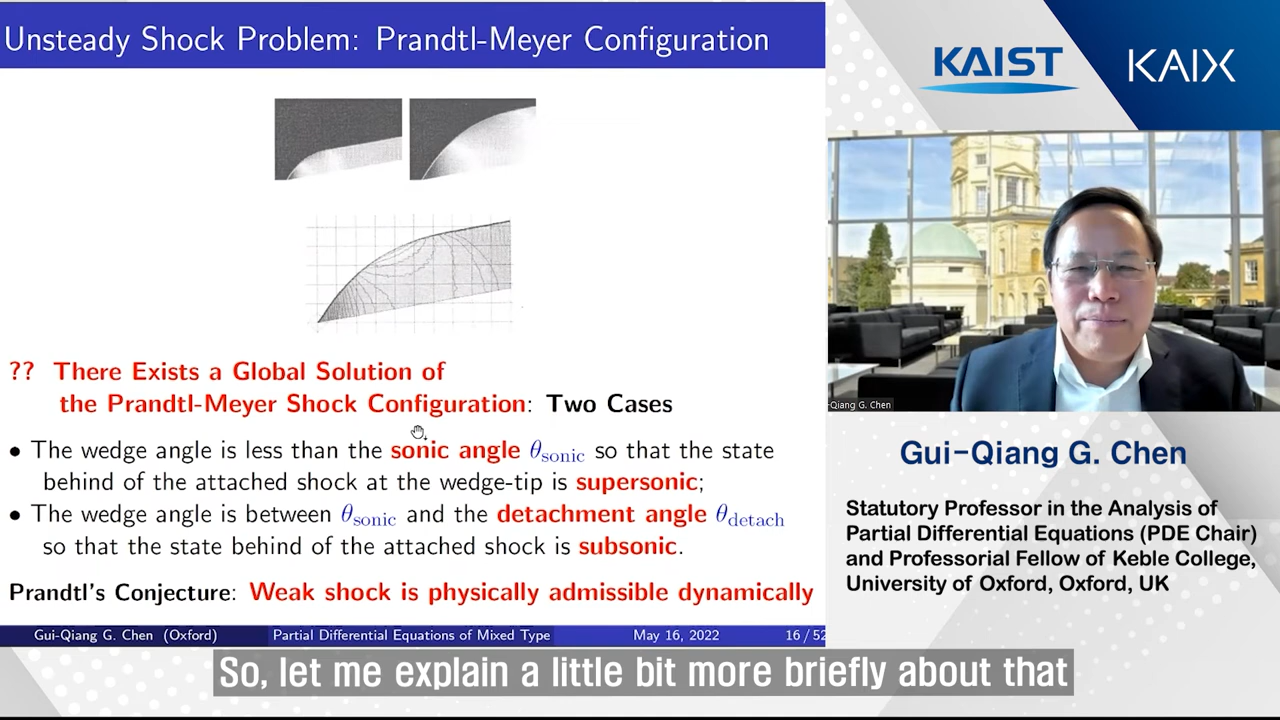 Unsteady Shock Problem: Prandtl-Meyer Configuration
?? There Exists a Global Solution of
the Prandtl-Meyer Shock Configuration: Two Cases
• The wedge angle is less than the sonic angle θsonic so that the state
behind of the attached shock at the wedge-tip is supersonic;
• The wedge angle is between θsonic and the detachment angle θdetach
so that the state behind of the attached shock is subsonic.
Prandtl's Conjecture: Weak shock is physically admissible dynamically
Gui-Qiang G. Chen (Oxford) Partial Differential Equations of Mixed Type May 16, 2022 16 / 52
KAIST KAIX
-Qiang G. Chen
Gui-Qiang G. Chen
Statutory Professor in the Analysis of
Partial Differential Equations (PDE Chair)
and Professorial Fellow of Keble College,
University of Oxford, Oxford, UK
So, let me explain a little bit more briefly about that